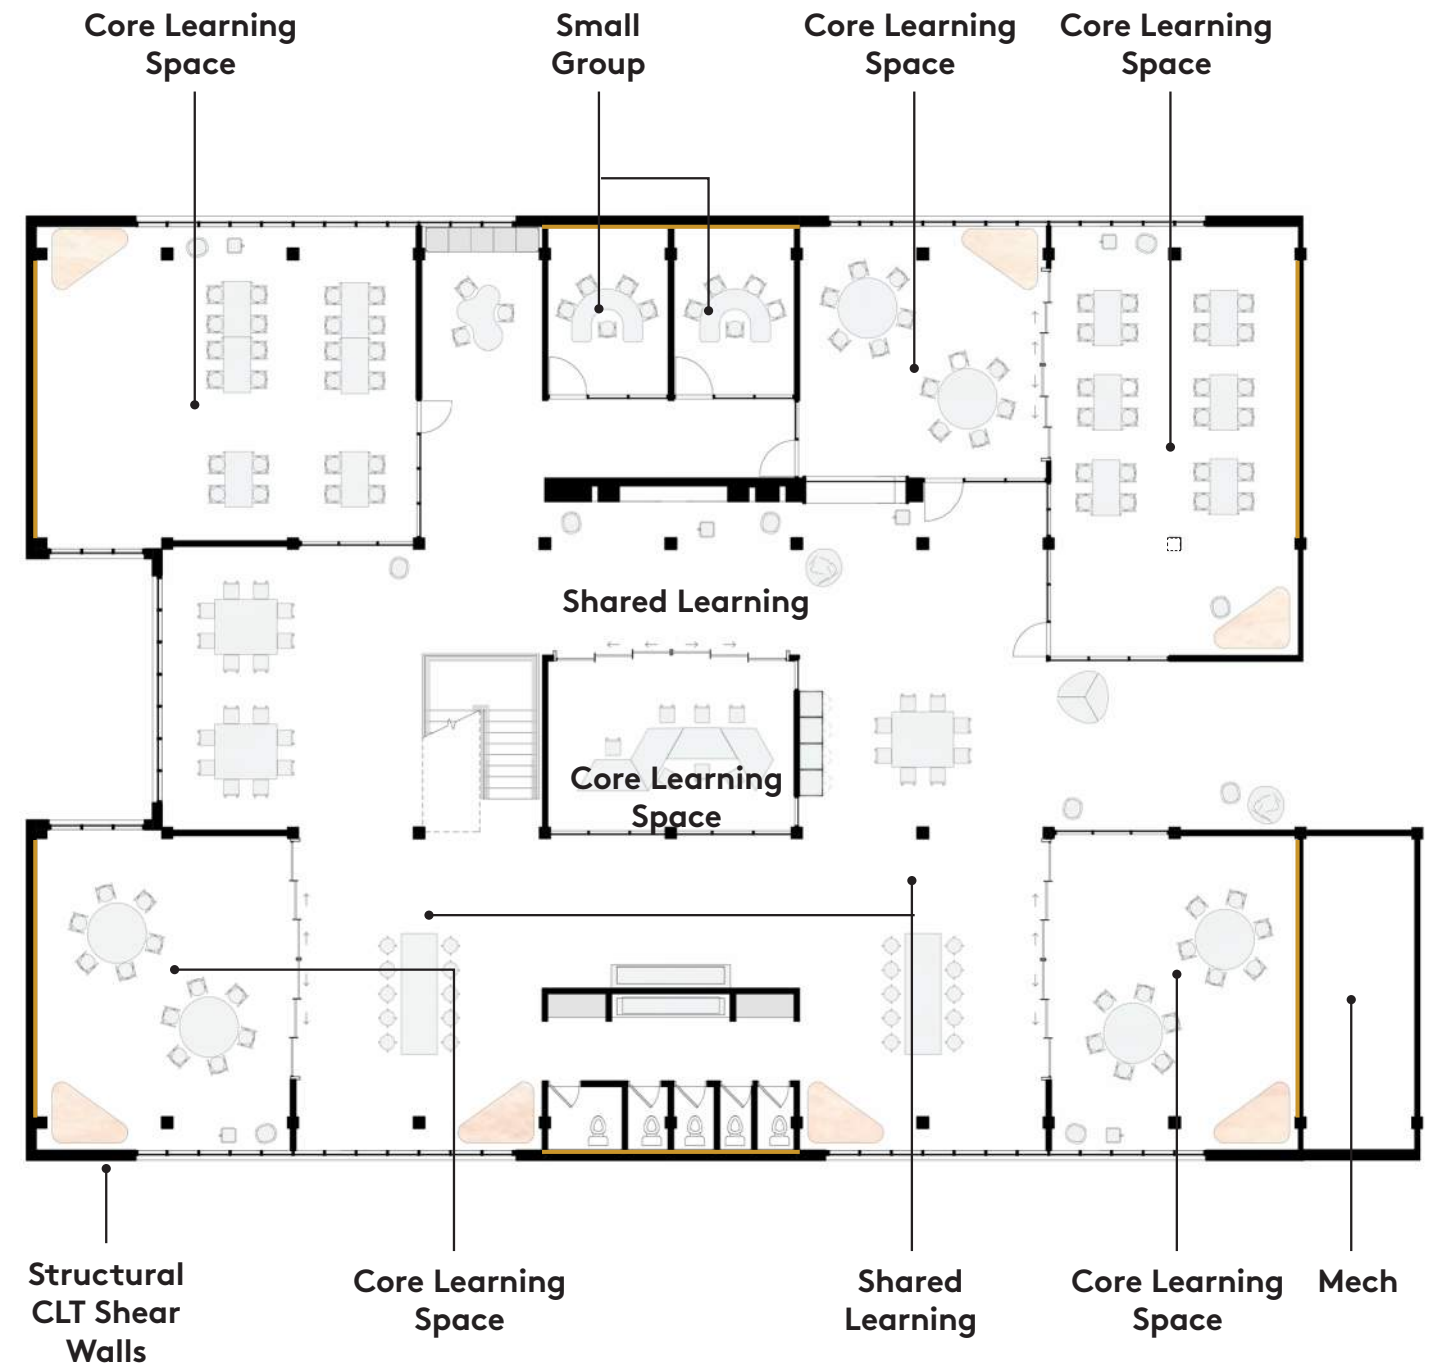 Core Learning
Space
Small
Group
Core Learning
Space
Core Learning
Space
Shared Learning
Core Learning
Space
Structural
CLT Shear
Walls
Core Learning
Space
Shared
Learning
Core Learning
Space
Mech